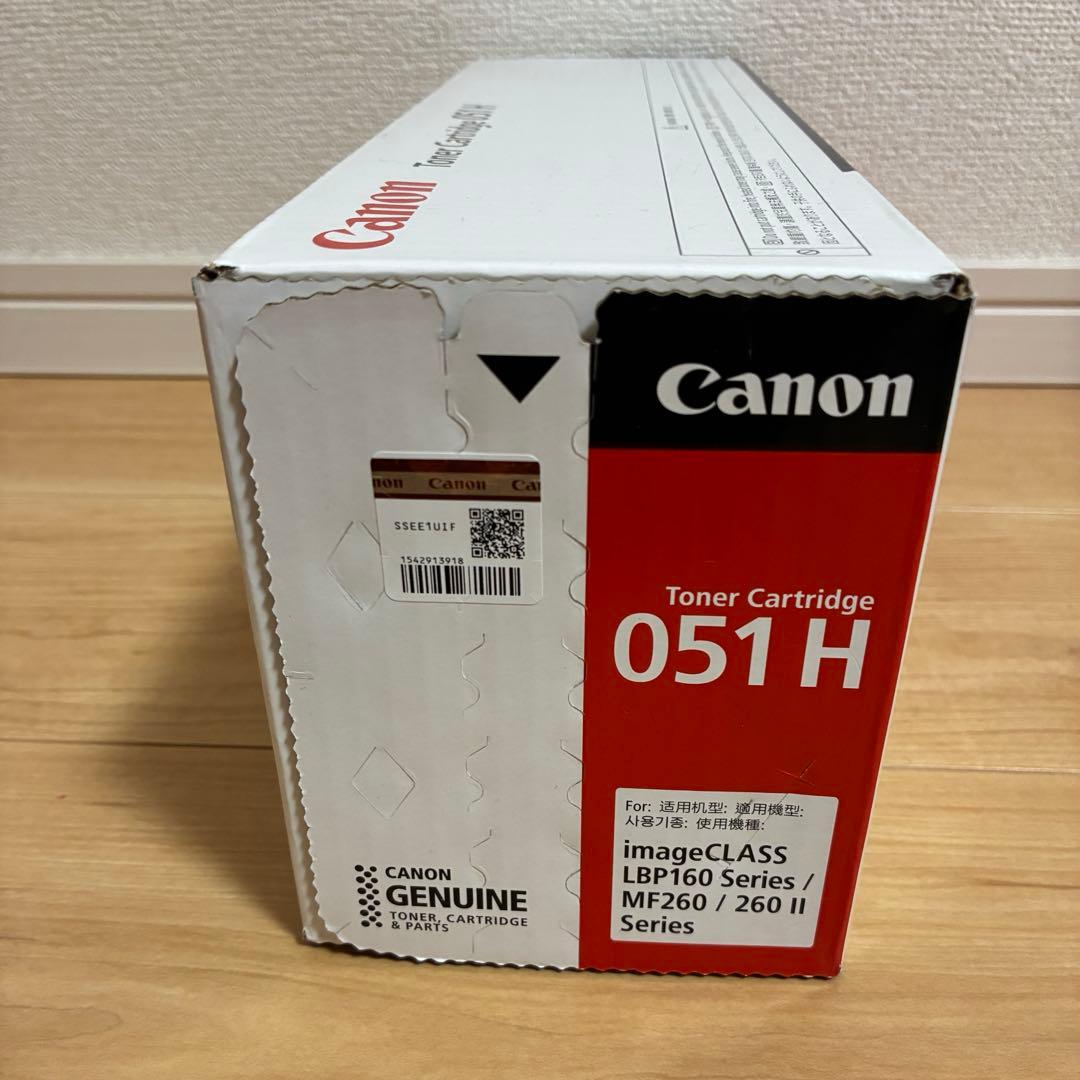 Canon
Toner Cartridge 051 H
Canon
non Canon Ca
SSEE1UIF
1542913918
Toner Cartridge
051 H
For: 适用机型: 適用機型:
사용기종: 使用機種:
imageCLASS
LBP160 Series /
MF260 / 260 II
Series
CANON
GENUINE
TONER, CARTRIDGE
& PARTS